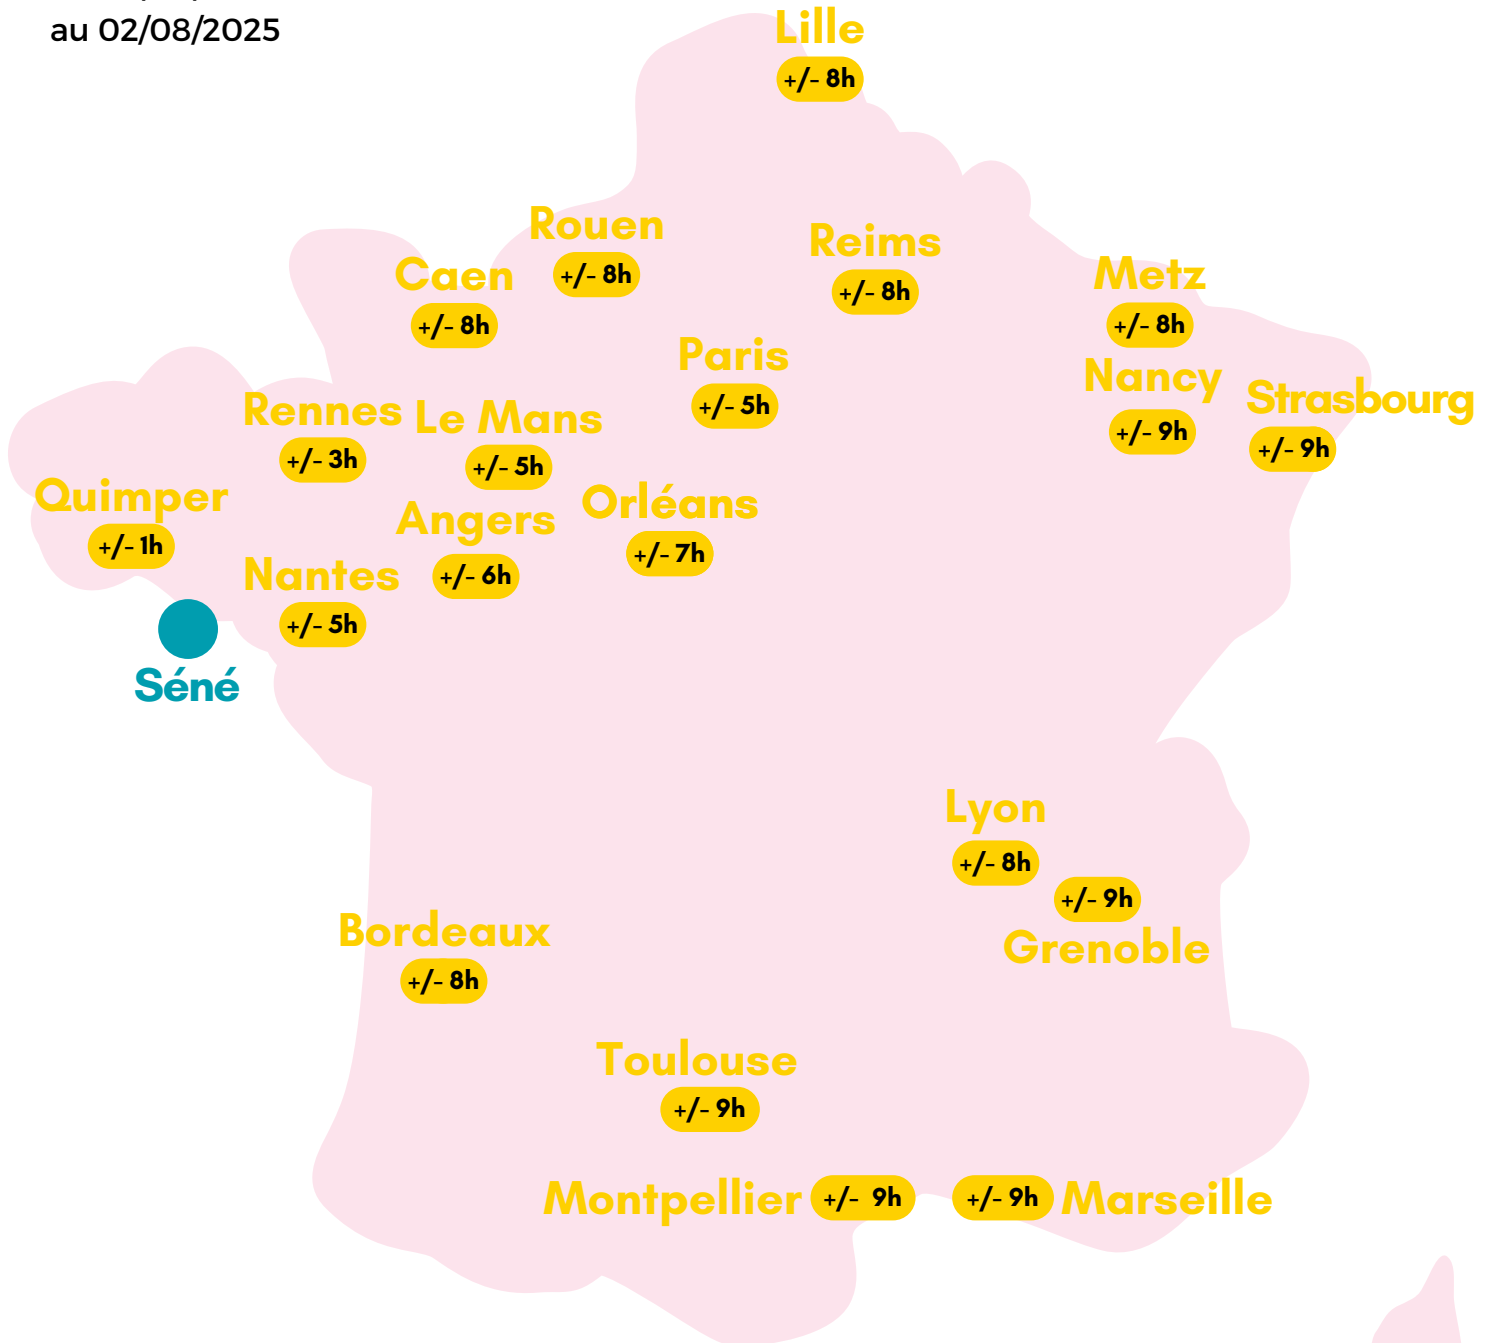 au 02/08/2025
Lille
+/- 8h
Rouen
+/- 8h
Reims
+/- 8h
Caen
+/- 8h
Metz
+/- 8h
Paris
+/- 5h
Nancy
+/- 9h
Strasbourg
+/- 9h
Rennes
+/- 3h
Le Mans
+/- 5h
Quimper
+/- 1h
Angers
+/- 6h
Orléans
+/- 7h
Nantes
+/- 5h
Séné
Lyon
+/- 8h
+/- 9h
Grenoble
Bordeaux
+/- 8h
Toulouse
+/- 9h
Montpellier +/- 9h
+/- 9h Marseille